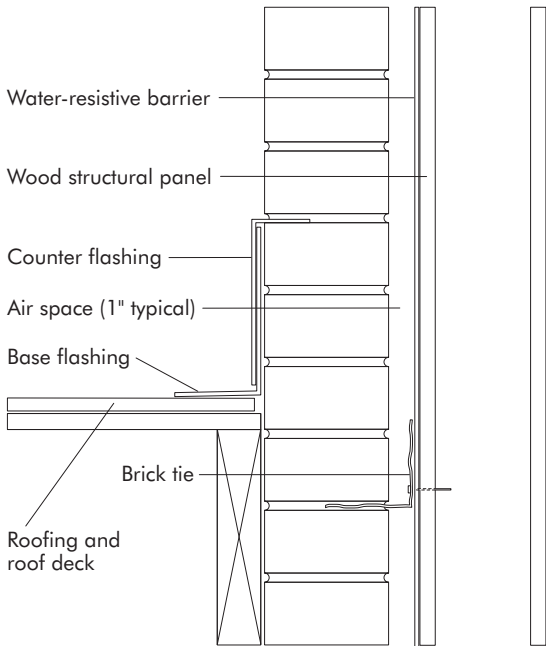 Water-resistive barrier
Wood structural panel
Counter flashing
Air space (1" typical)
Base flashing
Brick tie
Roofing and
roof deck